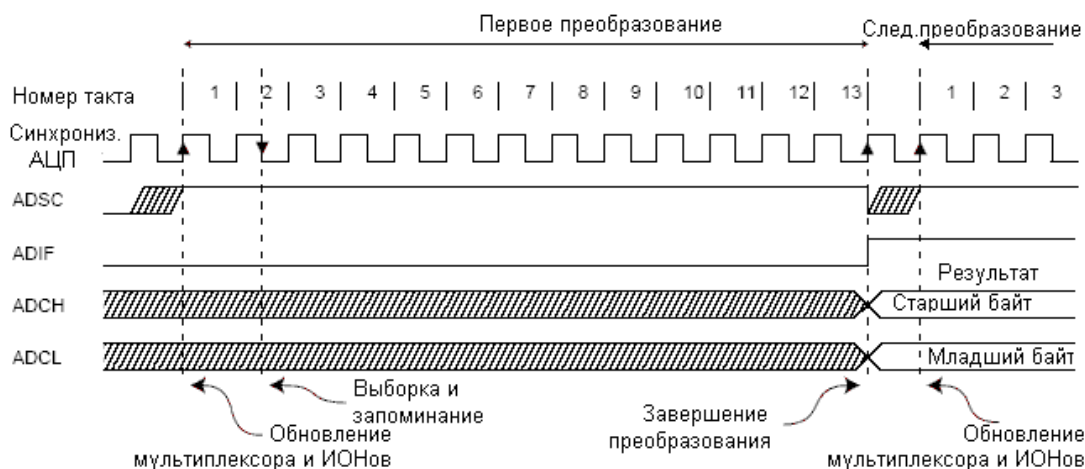 Первое преобразование
След.преобразование
Номер такта 1 2 3 4 5 6 7 8 9 10 11 12 13 1 2 3
Синхрониз.
АЦП
ADSC
ADIF
Результат
ADCH Старший байт
ADCL Младший байт
Выборка и
запоминание
Завершение
преобразования
Обновление
мультиплексора и ИОНов
Обновление
мультиплексора и ИОНов